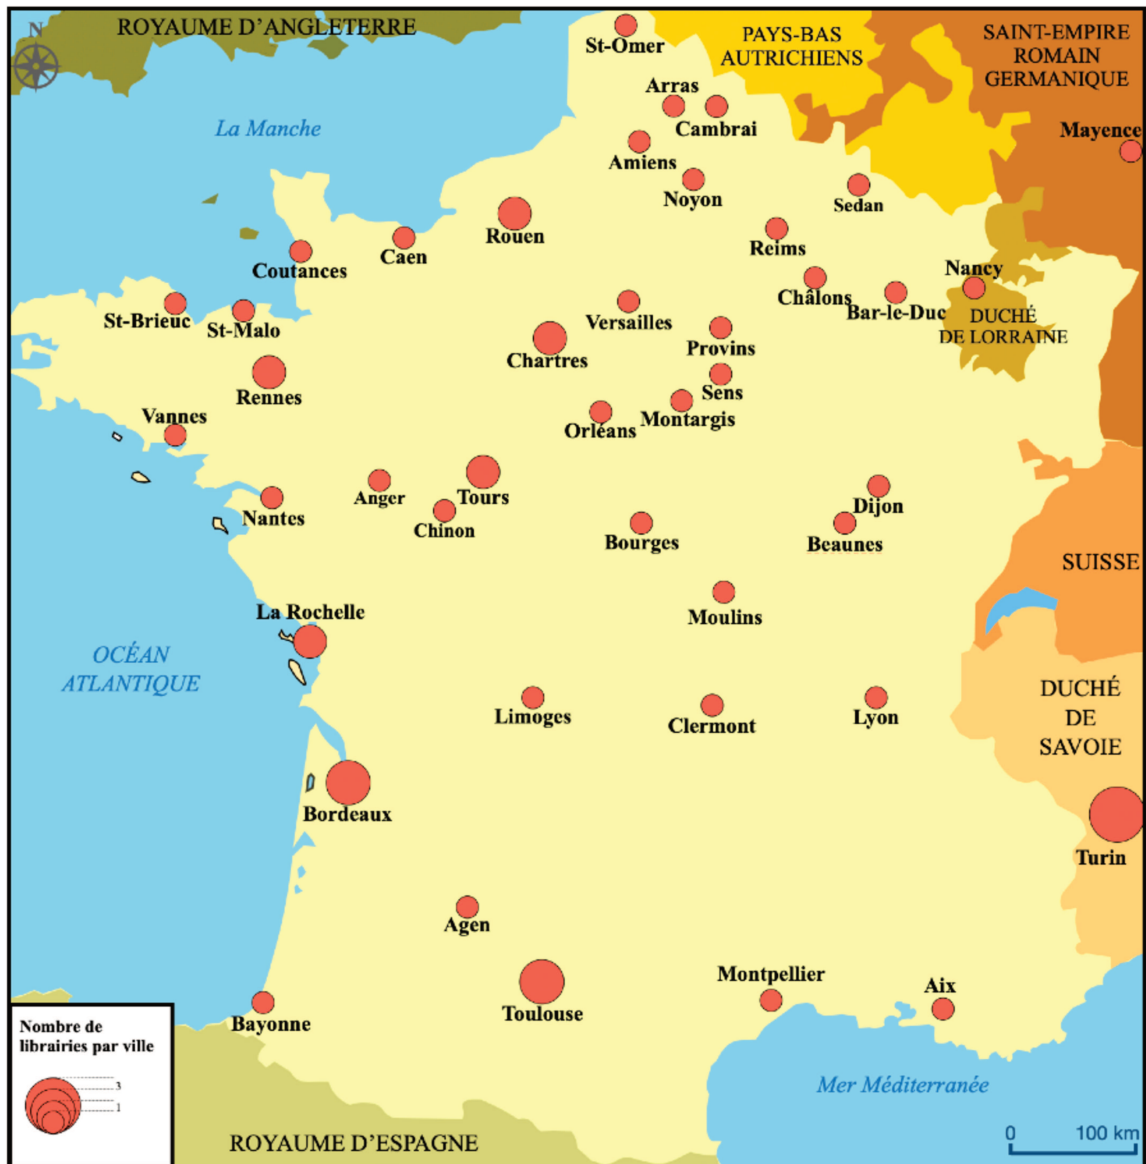 ROYAUME D'ANGLETERRE
N
St-Omer
PAYS-BAS
AUTRICHIENS
SAINT-EMPIRE
ROMAIN
GERMANIQUE
La Manche
Arras
Cambrai
Mayence
Amiens
Noyon
Sedan
Rouen
Reims
Caen
Coutances
Nancy
Châlons
Bar-le-Duc
St-Brieuc
St-Malo
Versailles
DUCHÉ
DE LORRAINE
Chartres
Provins
Rennes
Sens
Montargis
Vannes
Orléans
Anger
Tours
Dijon
Nantes
Chinon
Bourges
Beaunes
SUISSE
La Rochelle
Moulins
OCÉAN
ATLANTIQUE
DUCHÉ
DE
SAVOIE
Limoges
Clermont
Lyon
Bordeaux
Turin
Agen
Montpellier
Aix
Toulouse
Bayonne
Nombre de
librairies par ville
3
1
Mer Méditerranée
ROYAUME D'ESPAGNE
0 100 km